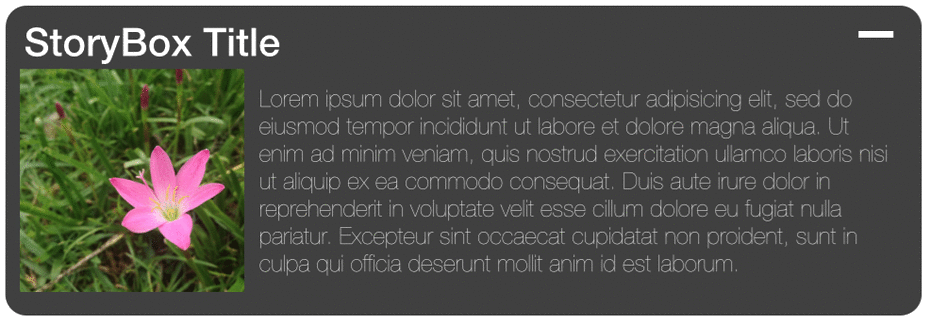 StoryBox Title
Lorem ipsum dolor sit amet, consectetur adipisicing elit, sed do
eiusmod tempor incididunt ut labore et dolore magna aliqua. Ut
enim ad minim veniam, quis nostrud exercitation ullamco laboris nisi
ut aliquip ex ea commodo consequat. Duis aute irure dolor in
reprehenderit in voluptate velit esse cillum dolore eu fugiat nulla
pariatur. Excepteur sint occaecat cupidatat non proident, sunt in
culpa qui officia deserunt mollit anim id est laborum.